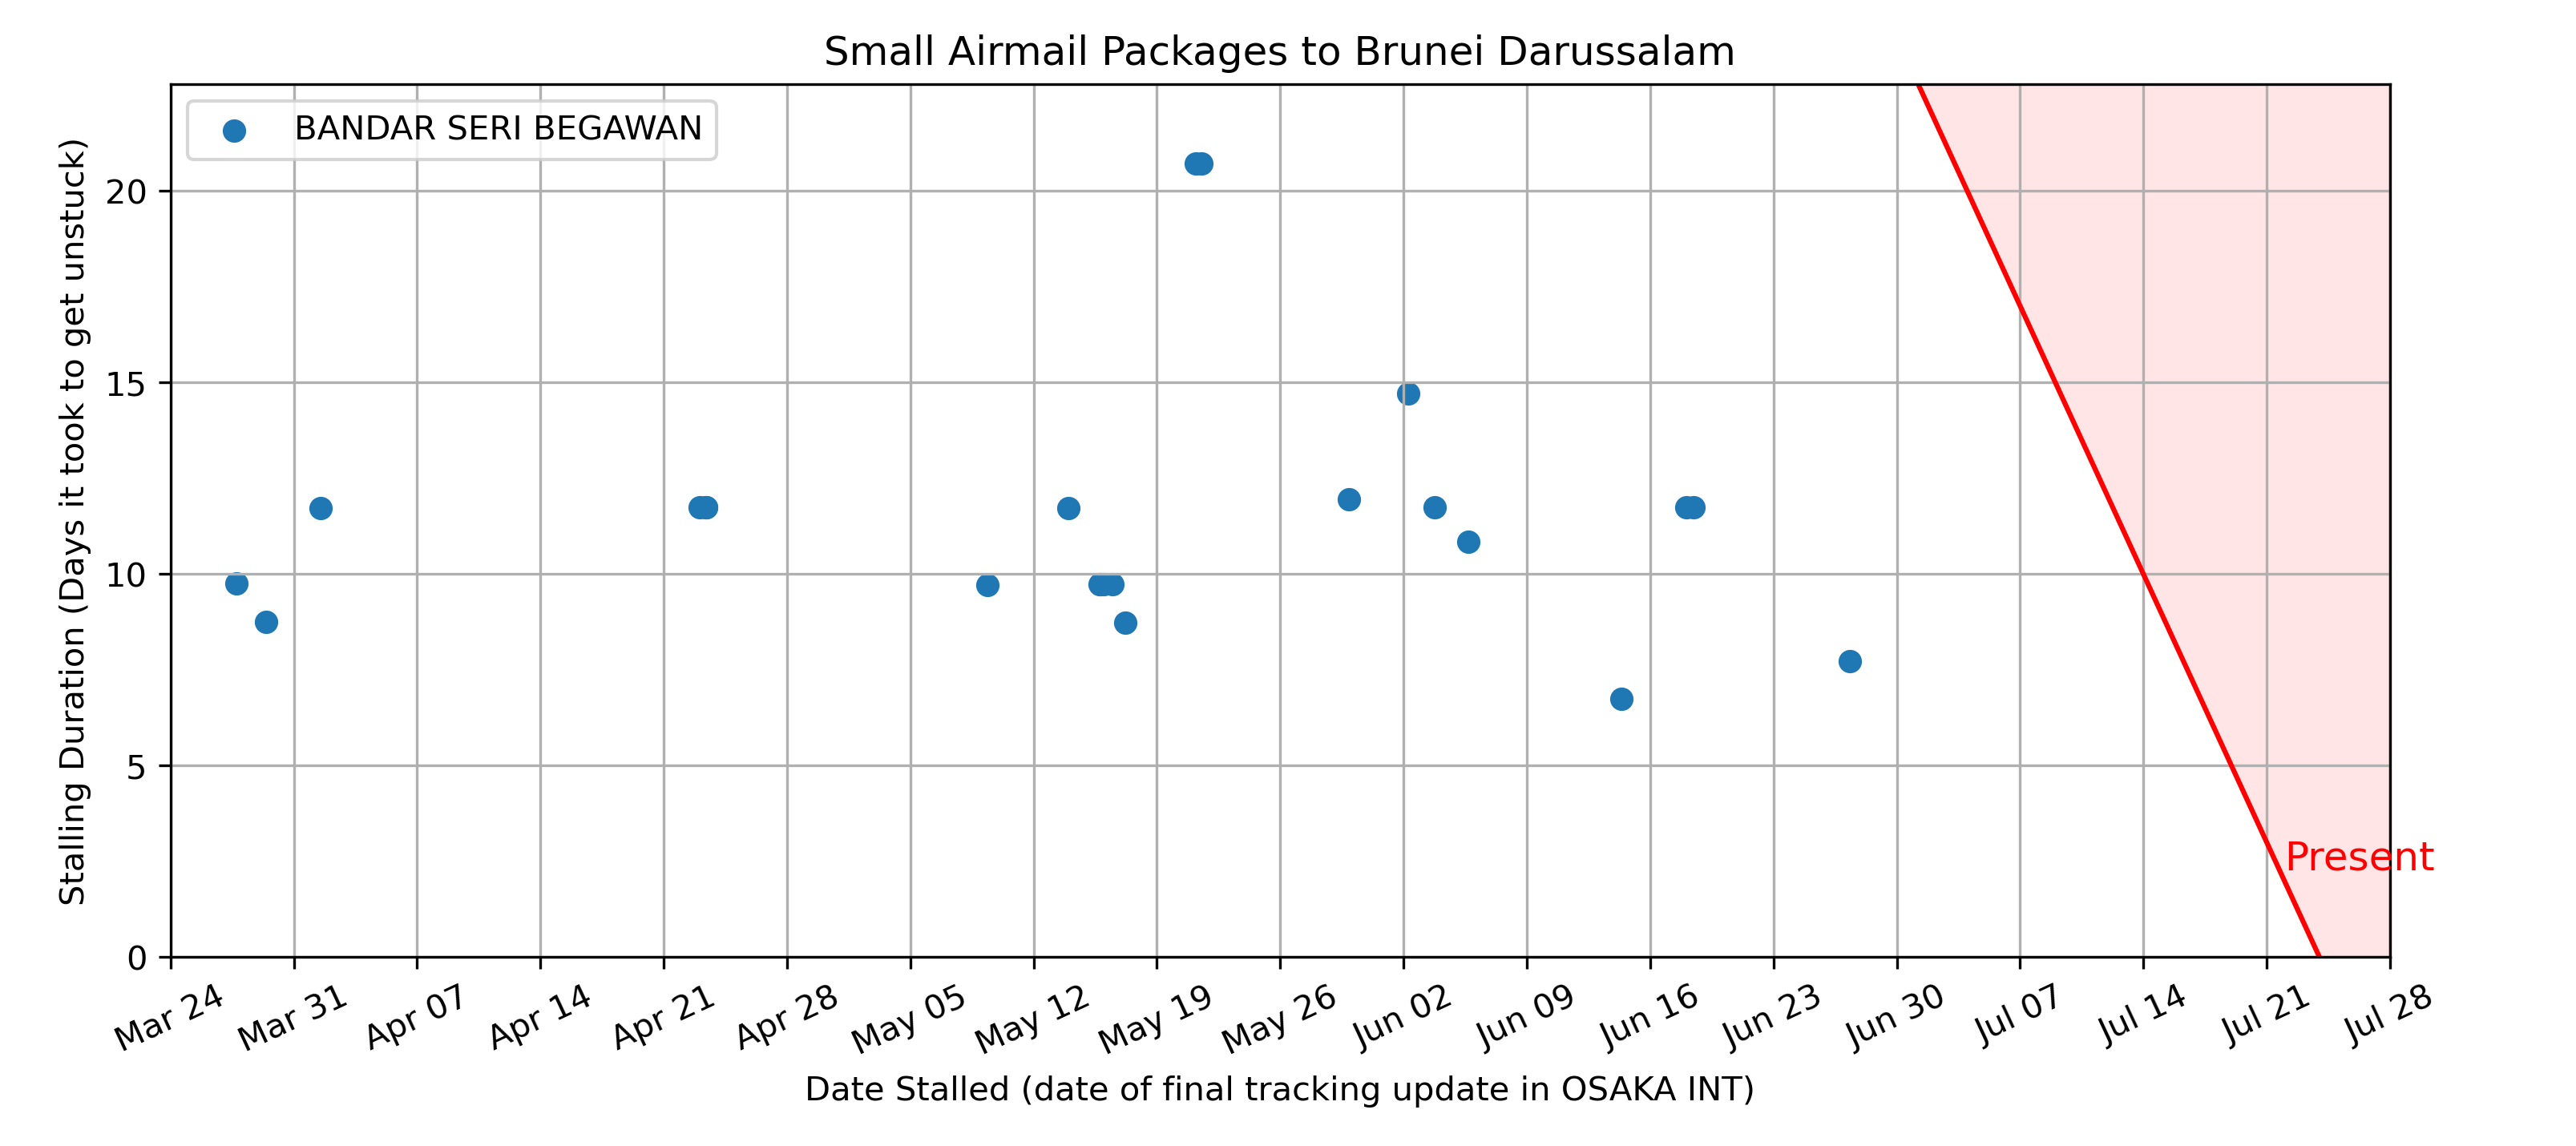 Small Airmail Packages to Brunei Darussalam
BANDAR SERI BEGAWAN
Stalling Duration (Days it took to get unstuck)
20
15
10
5
0
Present
Mar 24
Mar 31
Apr 07
Apr 14
Apr 21
Apr 28
May 05
May 12
May 19
May 26
Jun 02
Jun 09
Jun 16
Jun 23
Jun 30
Jul 07
Jul 14
Jul 21
Jul 28
Date Stalled (date of final tracking update in OSAKA INT)